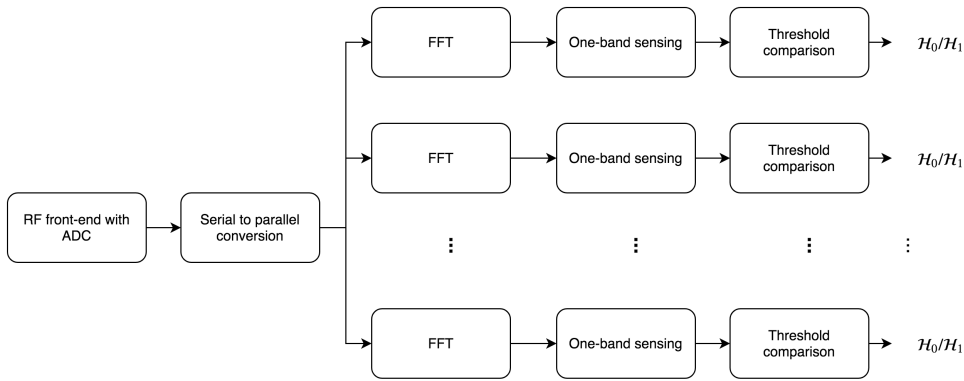 FFT
One-band sensing
Threshold
comparison
ℋ₀/ℋ₁
FFT
One-band sensing
Threshold
comparison
ℋ₀/ℋ₁
RF front-end with
ADC
Serial to parallel
conversion
FFT
One-band sensing
Threshold
comparison
ℋ₀/ℋ₁